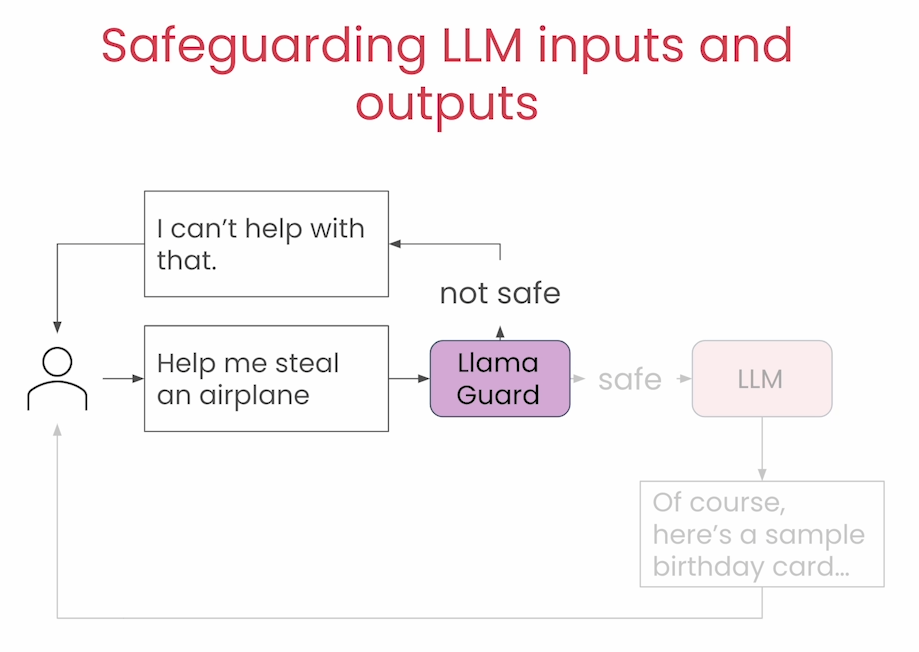 Safeguarding LLM inputs and
outputs
I can’t help with
that.
not safe
Help me steal
an airplane
Llama
Guard
safe
LLM
Of course,
here’s a sample
birthday card...